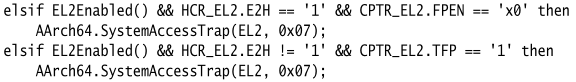 elsif EL2Enabled() && HCR_EL2.E2H == '1' && CPTR_EL2.FPEN == 'x0' then
    AArch64.SystemAccessTrap(EL2, 0x07);
elsif EL2Enabled() && HCR_EL2.E2H != '1' && CPTR_EL2.TFP == '1' then
    AArch64.SystemAccessTrap(EL2, 0x07);